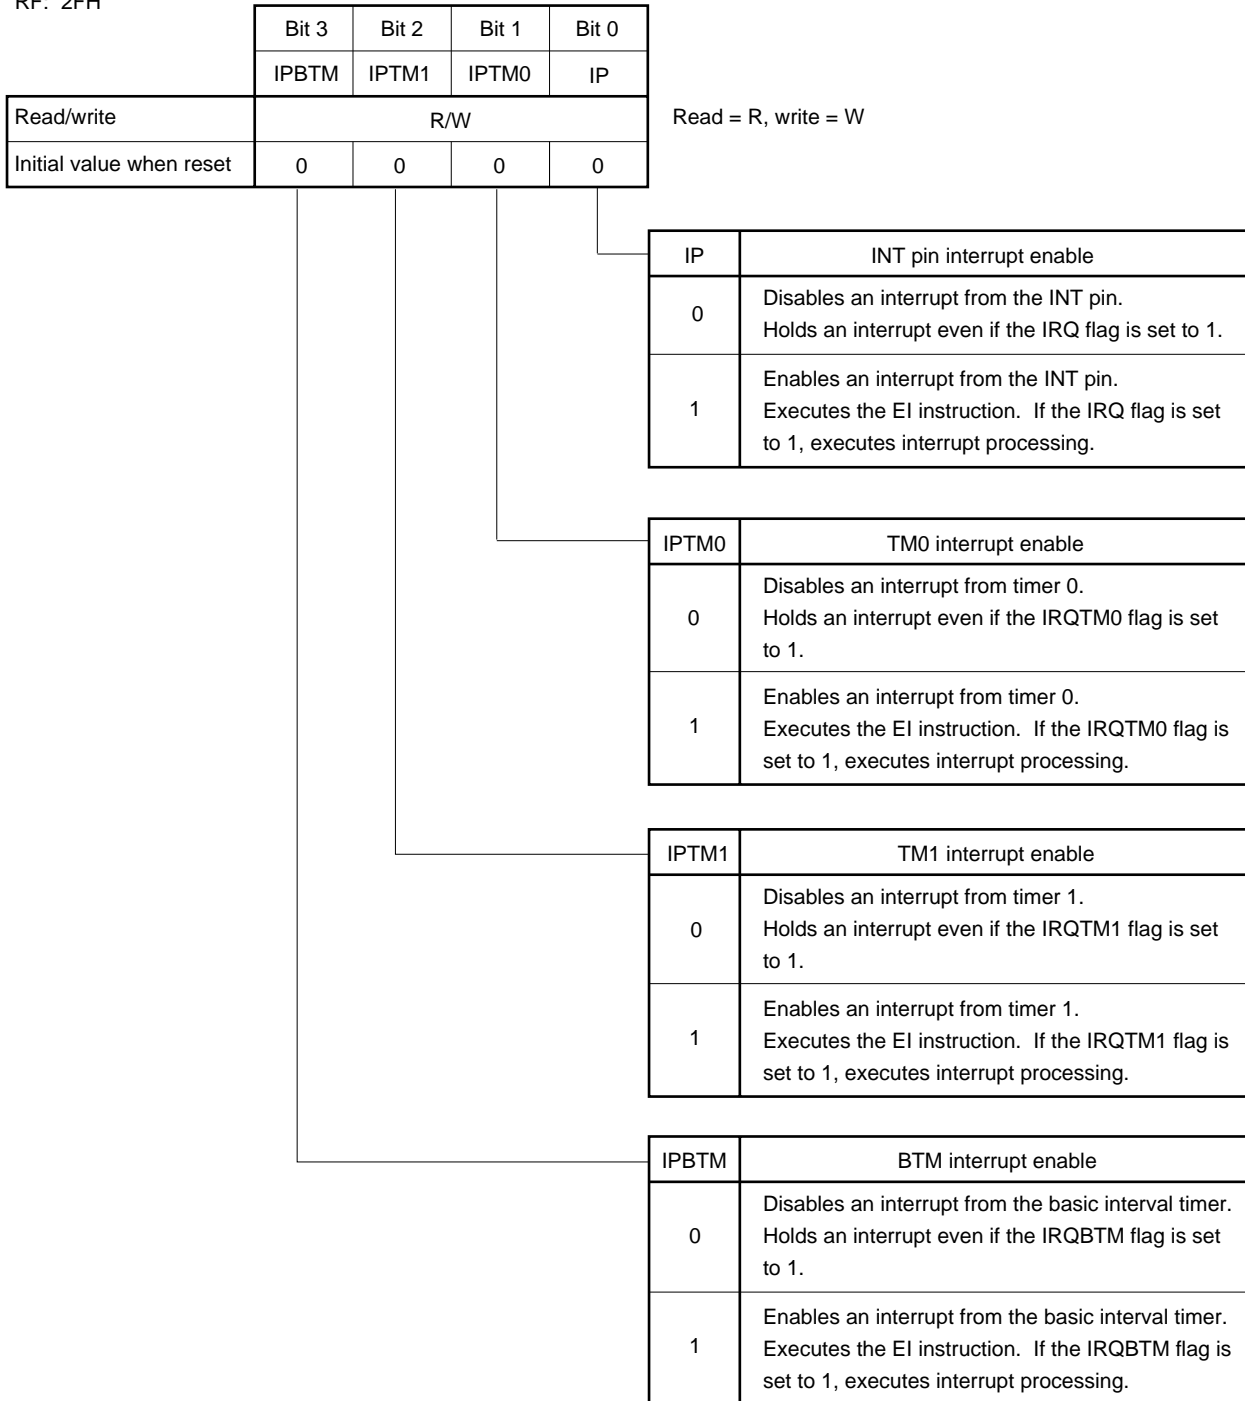 RF: 2FH
Bit 3 Bit 2 Bit 1 Bit 0
IPBTM IPTM1 IPTM0 IP
Read/write R/W Read = R, write = W
Initial value when reset 0 0 0 0
IP INT pin interrupt enable
0 Disables an interrupt from the INT pin.
Holds an interrupt even if the IRQ flag is set to 1.
1 Enables an interrupt from the INT pin.
Executes the EI instruction. If the IRQ flag is set
to 1, executes interrupt processing.
IPTM0 TM0 interrupt enable
0 Disables an interrupt from timer 0.
Holds an interrupt even if the IRQTM0 flag is set
to 1.
1 Enables an interrupt from timer 0.
Executes the EI instruction. If the IRQTM0 flag is
set to 1, executes interrupt processing.
IPTM1 TM1 interrupt enable
0 Disables an interrupt from timer 1.
Holds an interrupt even if the IRQTM1 flag is set
to 1.
1 Enables an interrupt from timer 1.
Executes the EI instruction. If the IRQTM1 flag is
set to 1, executes interrupt processing.
IPBTM BTM interrupt enable
0 Disables an interrupt from the basic interval timer.
Holds an interrupt even if the IRQBTM flag is set
to 1.
1 Enables an interrupt from the basic interval timer.
Executes the EI instruction. If the IRQBTM flag is
set to 1, executes interrupt processing.